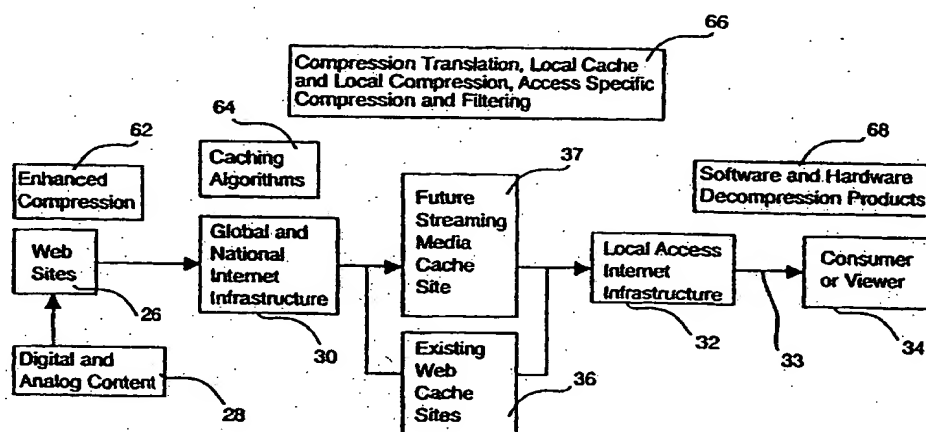 66
Compression Translation, Local Cache
and Local Compression, Access Specific
Compression and Filtering
62
64
68
Enhanced
Compression
Caching
Algorithms
37
Software and Hardware
Decompression Products
Web
Sites
26
Global and
National
Internet
Infrastructure
30
Future
Streaming
Media
Cache
Site
Local Access
Internet
Infrastructure
32
33
Consumer
or Viewer
34
Digital and
Analog Content
28
Existing
Web
Cache
Sites
36